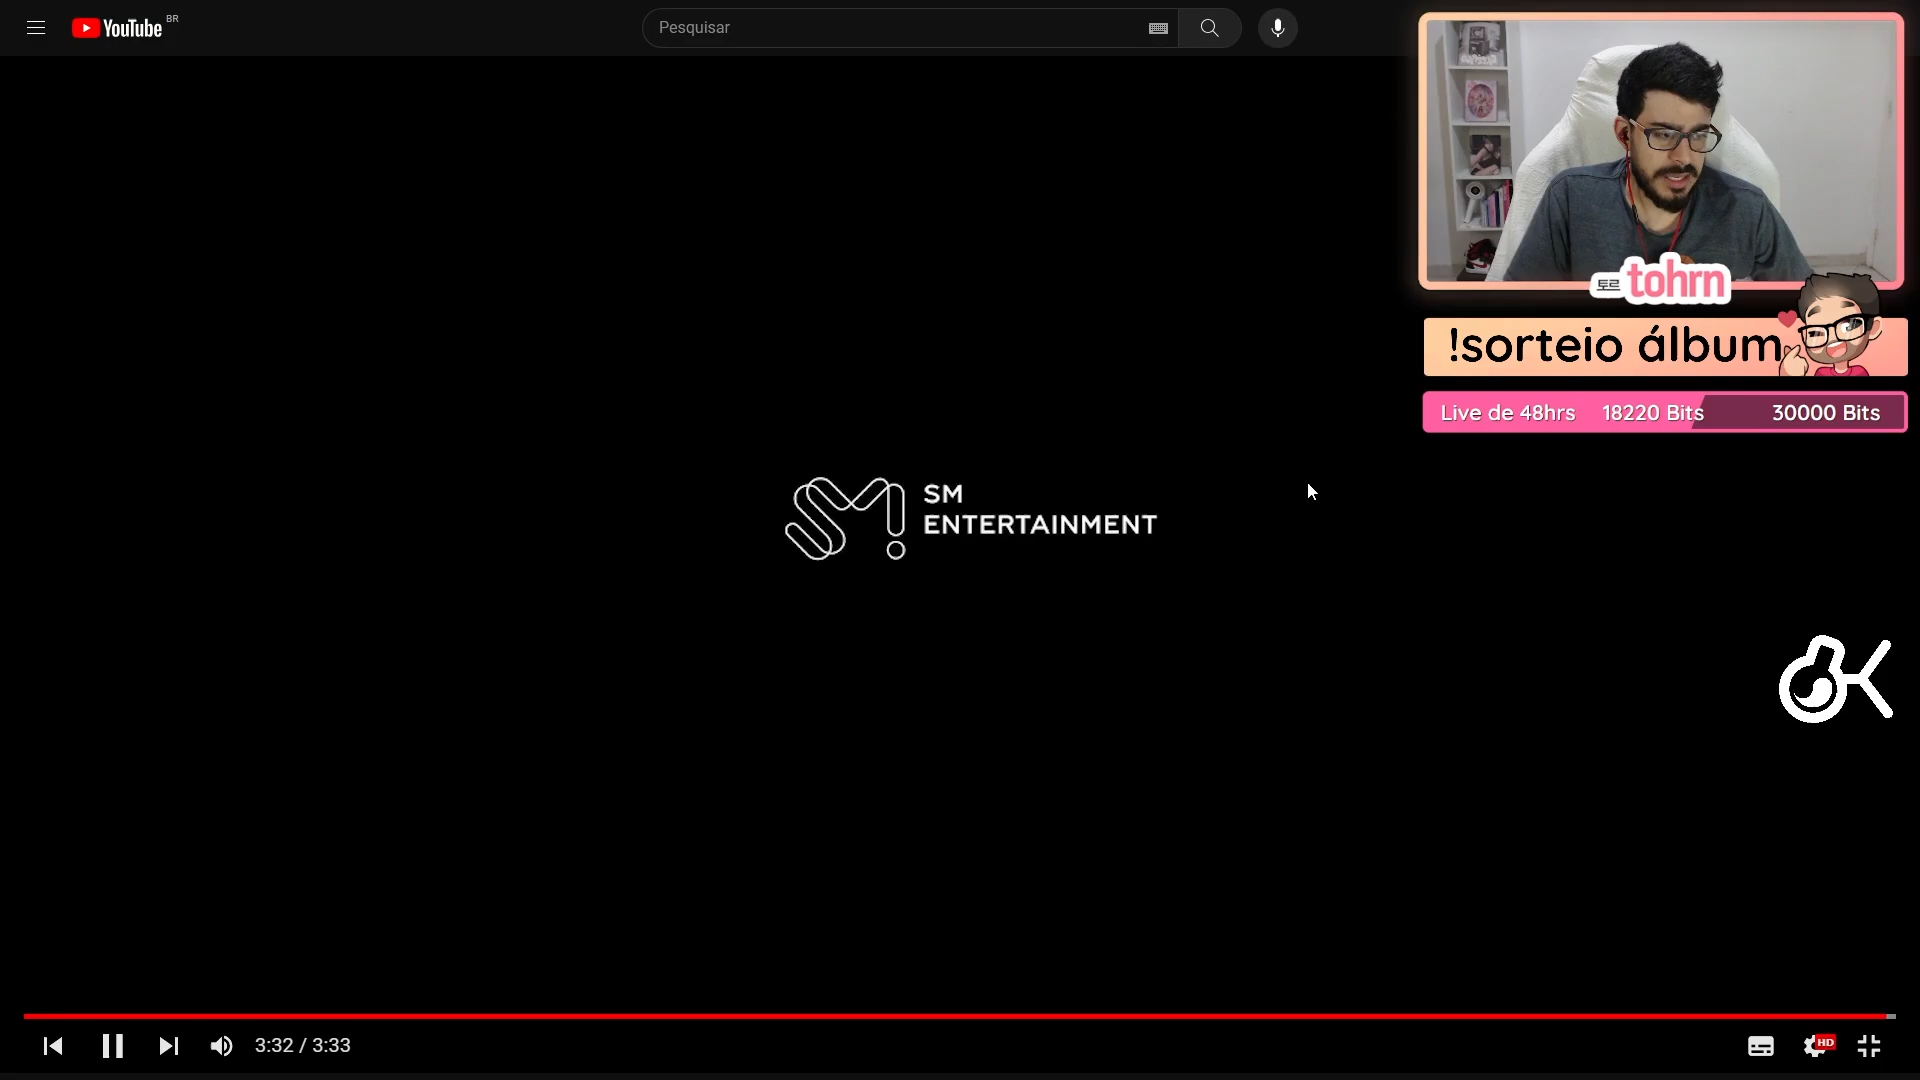 YouTube BR
Pesquisar
토르 tohrn
!sorteio álbum
Live de 48hrs 18220 Bits 30000 Bits
SM
ENTERTAINMENT
3:32 / 3:33
HD